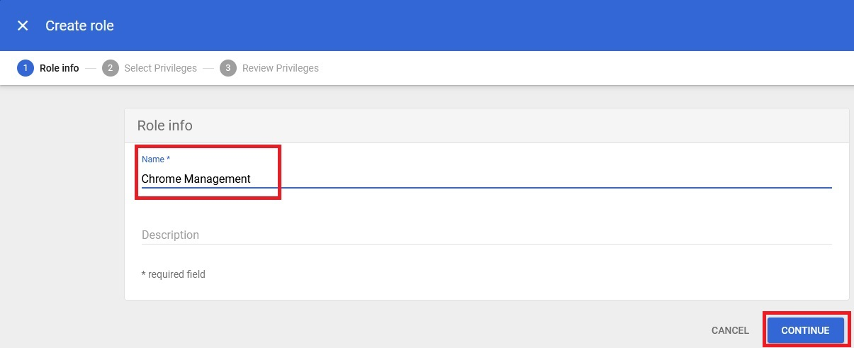 Create role
1 Role info 2 Select Privileges 3 Review Privileges
Role info
Name *
Chrome Management
Description
* required field
CANCEL CONTINUE